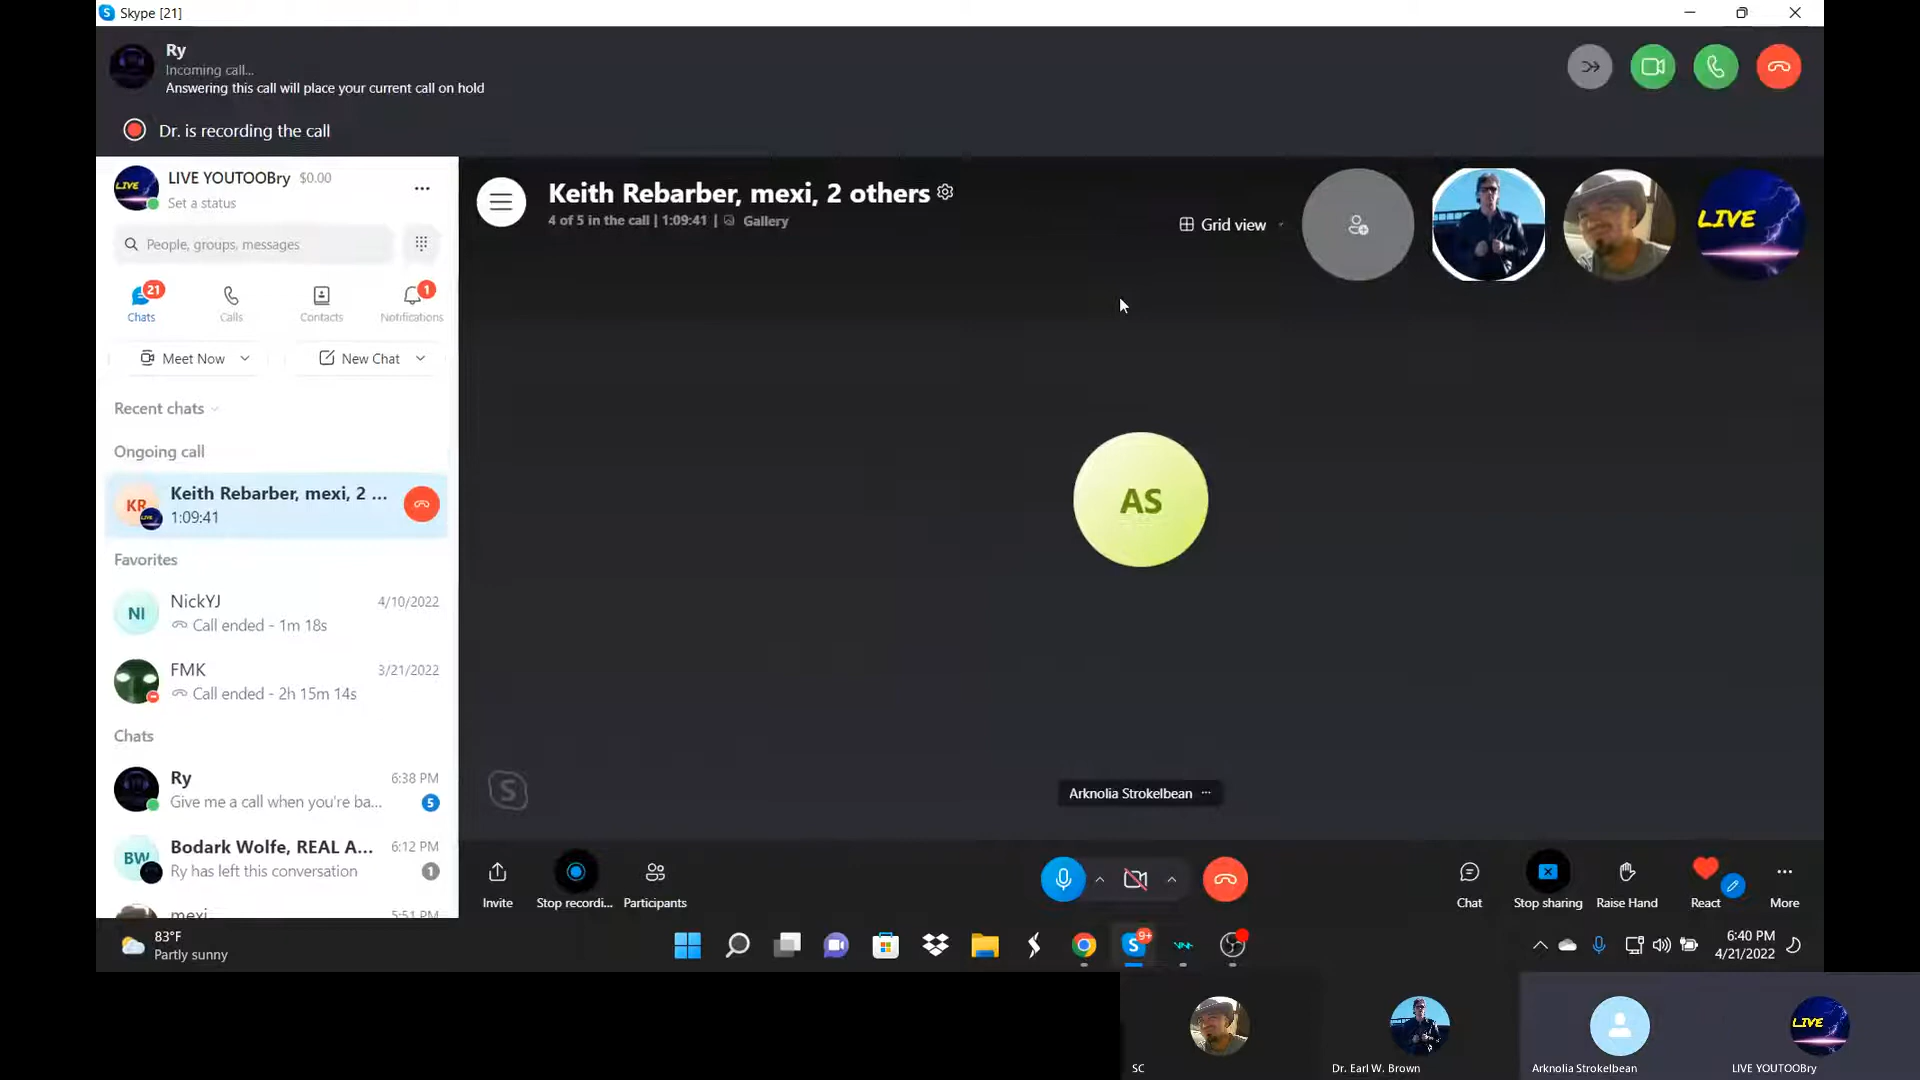 Skype [21]
Ry
Incoming call...
Answering this call will place your current call on hold
Dr. is recording the call
LIVE YOUTOOBry $0.00
Set a status
LIVE
People, groups, messages
21
1
Chats
Calls
Contacts
Notifications
Meet Now
New Chat
Recent chats
Ongoing call
KR
Keith Rebarber, mexi, 2 ...
1:09:41
Favorites
NI
NickYJ
4/10/2022
Call ended - 1m 18s
FMK
3/21/2022
Call ended - 2h 15m 14s
Chats
Ry
6:38 PM
Give me a call when you're ba...
5
BW
Bodark Wolfe, REAL A...
6:12 PM
Ry has left this conversation
1
mexi
5:51 PM
Keith Rebarber, mexi, 2 others
4 of 5 in the call | 1:09:41 | Gallery
Grid view
LIVE
AS
Arknolia Strokelbean ...
Invite
Stop recordi...
Participants
Chat
Stop sharing
Raise Hand
React
More
83°F
Partly sunny
9+
6:40 PM
4/21/2022
LIVE
SC
Dr. Earl W. Brown
Arknolia Strokelbean
LIVE YOUTOOBry